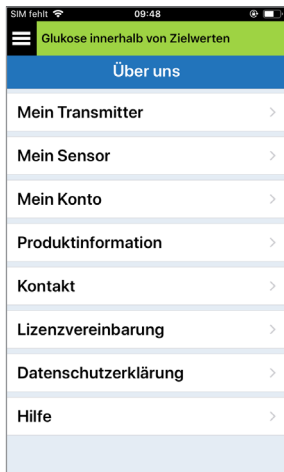 SIM fehlt 09:48
Glukose innerhalb von Zielwerten
Über uns
Mein Transmitter
Mein Sensor
Mein Konto
Produktinformation
Kontakt
Lizenzvereinbarung
Datenschutzerklärung
Hilfe